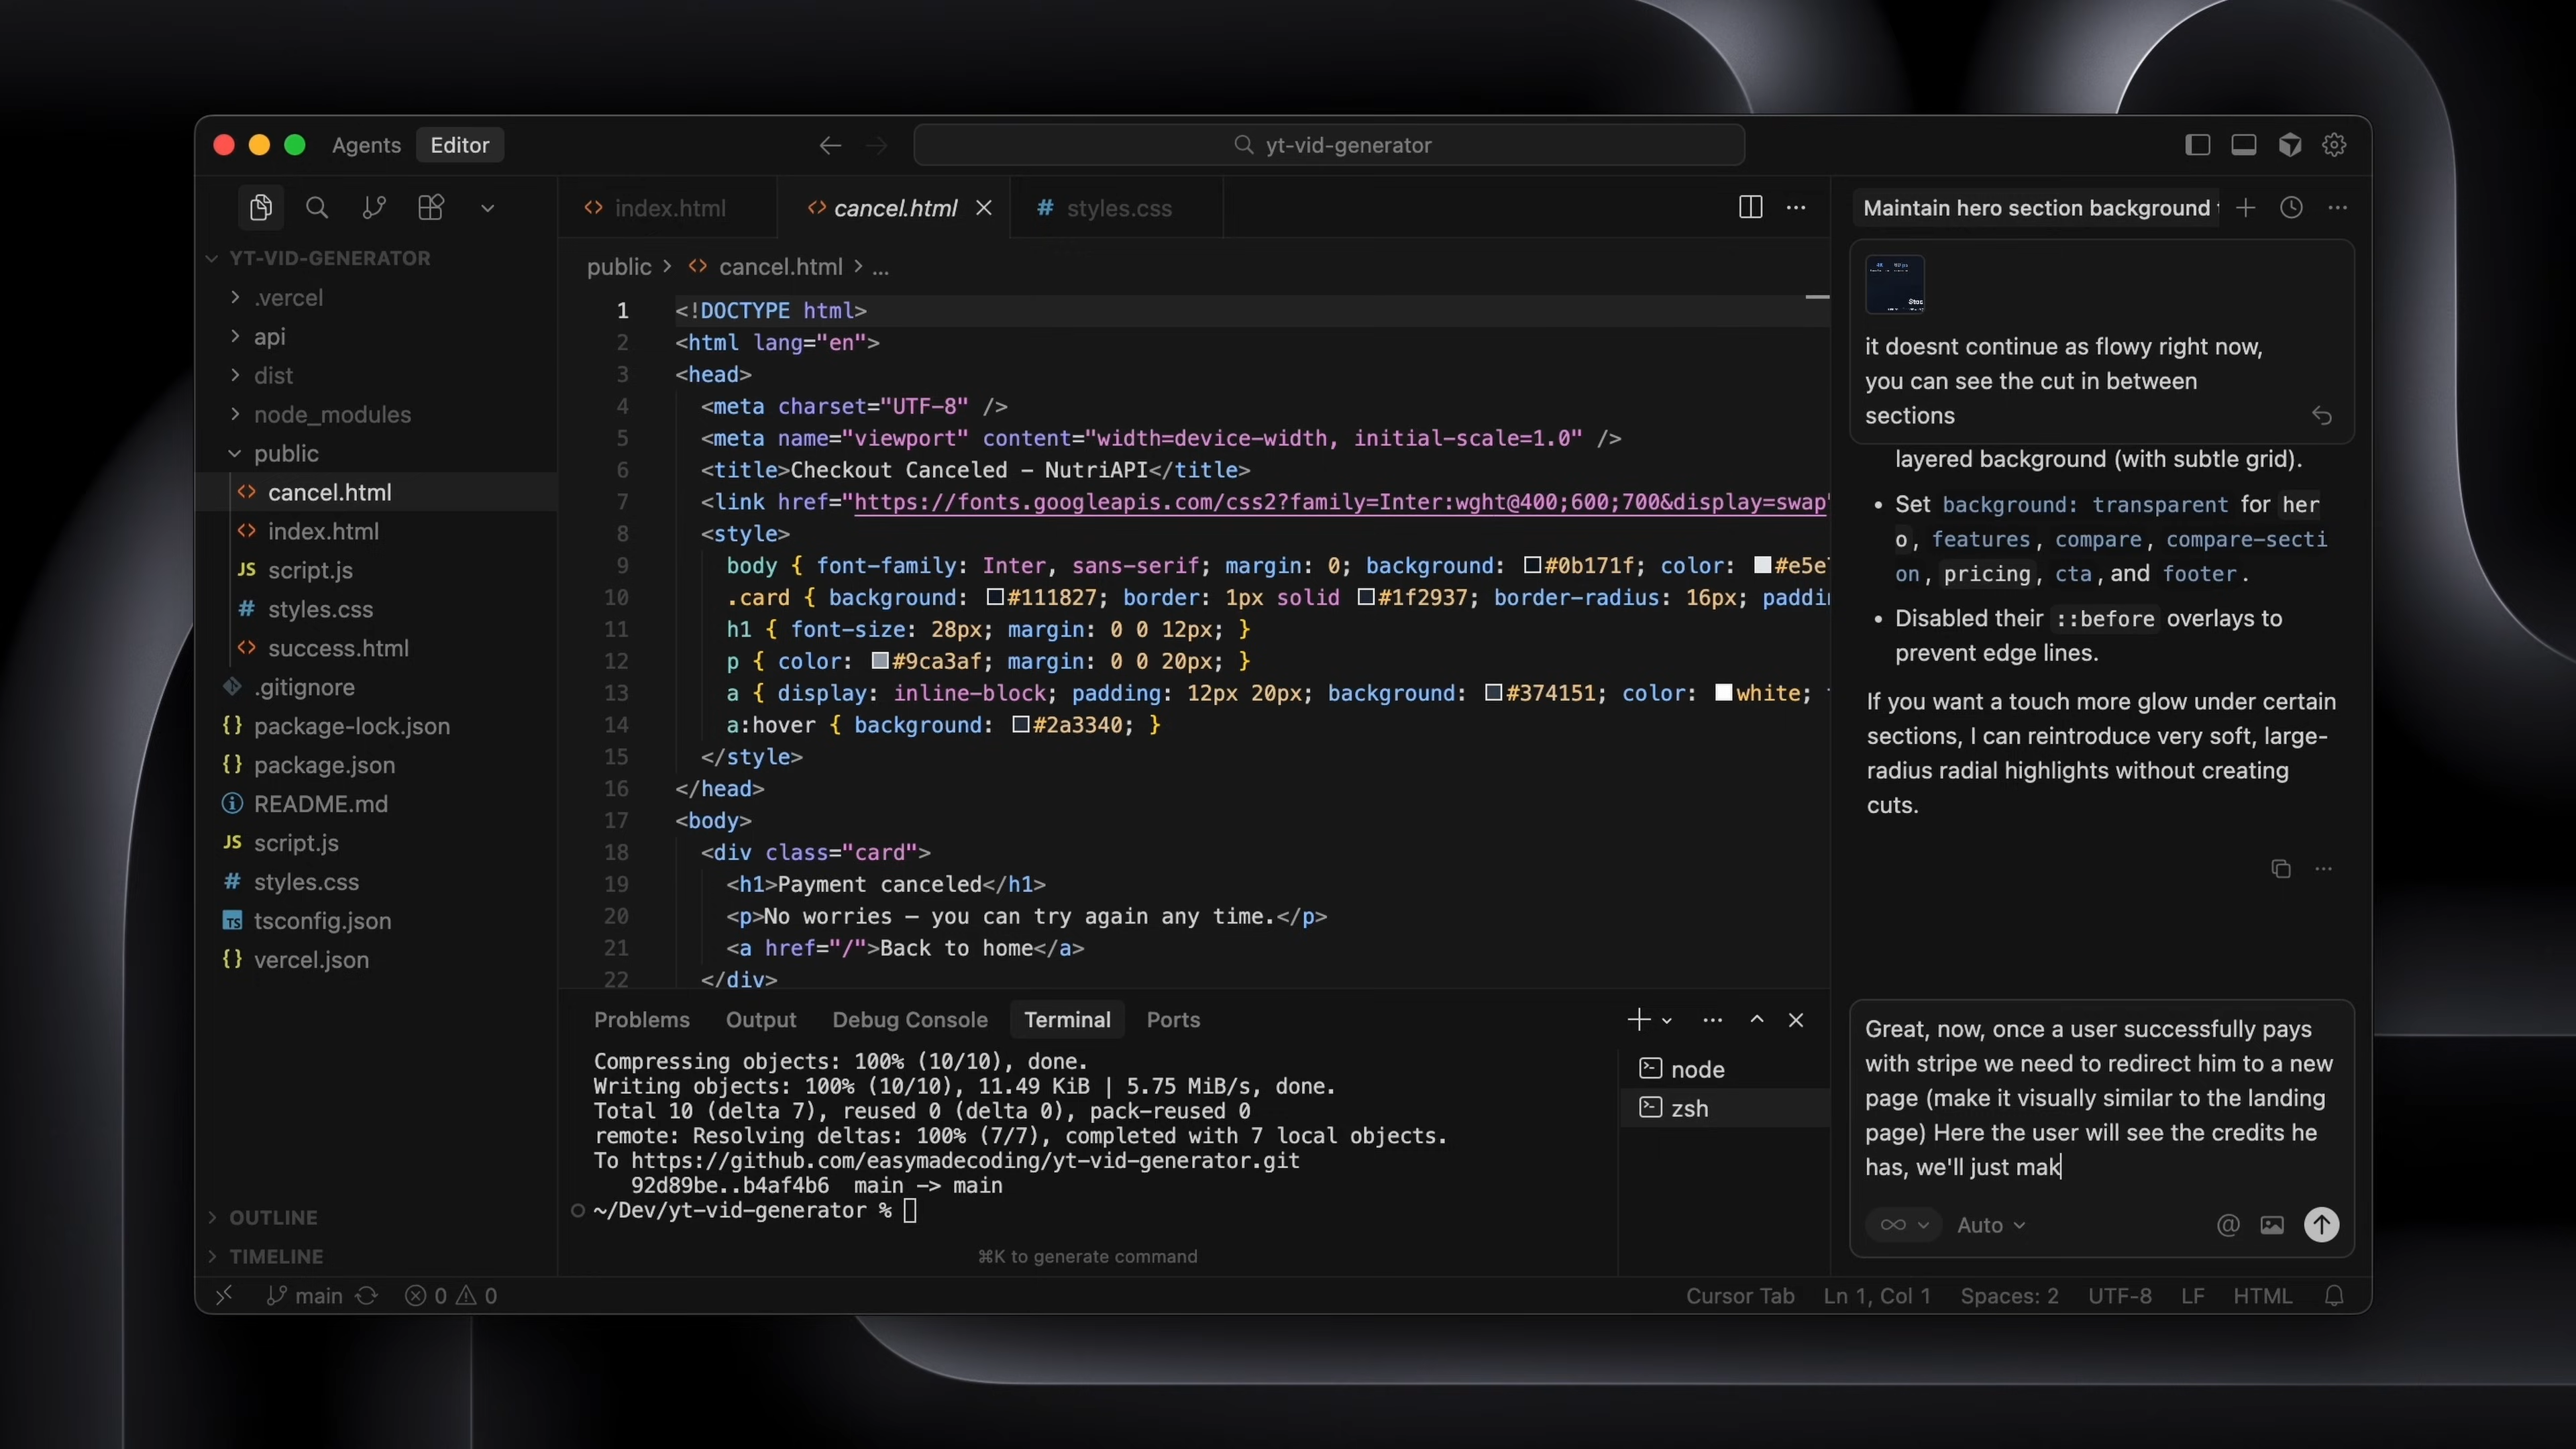 Agents
Editor
yt-vid-generator
index.html
cancel.html
styles.css
Maintain hero section background
YT-VID-GENERATOR
.vercel
api
dist
node_modules
public
cancel.html
index.html
script.js
styles.css
success.html
.gitignore
package-lock.json
package.json
README.md
script.js
styles.css
tsconfig.json
vercel.json
OUTLINE
TIMELINE
public > cancel.html > ...
1 <!DOCTYPE html>
2 <html lang="en">
3 <head>
4 <meta charset="UTF-8" />
5 <meta name="viewport" content="width=device-width, initial-scale=1.0" />
6 <title>Checkout Canceled – NutriAPI</title>
7 <link href="https://fonts.googleapis.com/css2?family=Inter:wght@400;600;700&display=swap"
8 <style>
9 body { font-family: Inter, sans-serif; margin: 0; background: #0b171f; color: #e5e7
10 .card { background: #111827; border: 1px solid #1f2937; border-radius: 16px; paddin
11 h1 { font-size: 28px; margin: 0 0 12px; }
12 p { color: #9ca3af; margin: 0 0 20px; }
13 a { display: inline-block; padding: 12px 20px; background: #374151; color: white;
14 a:hover { background: #2a3340; }
15 </style>
16 </head>
17 <body>
18 <div class="card">
19 <h1>Payment canceled</h1>
20 <p>No worries — you can try again any time.</p>
21 <a href="/">Back to home</a>
22 </div>
Problems
Output
Debug Console
Terminal
Ports
Compressing objects: 100% (10/10), done.
Writing objects: 100% (10/10), 11.49 KiB | 5.75 MiB/s, done.
Total 10 (delta 7), reused 0 (delta 0), pack-reused 0
remote: Resolving deltas: 100% (7/7), completed with 7 local objects.
To https://github.com/easymadecoding/yt-vid-generator.git
92d89be..b4af4b6 main -> main
~/Dev/yt-vid-generator %
⌘K to generate command
node
zsh
it doesnt continue as flowy right now,
you can see the cut in between
sections
layered background (with subtle grid).
• Set background: transparent for her
o, features, compare, compare-secti
on, pricing, cta, and footer.
• Disabled their ::before overlays to
prevent edge lines.
If you want a touch more glow under certain
sections, I can reintroduce very soft, large-
radius radial highlights without creating
cuts.
Great, now, once a user successfully pays
with stripe we need to redirect him to a new
page (make it visually similar to the landing
page) Here the user will see the credits he
has, we'll just mak
Auto
main
0
0
Cursor Tab
Ln 1, Col 1
Spaces: 2
UTF-8
LF
HTML